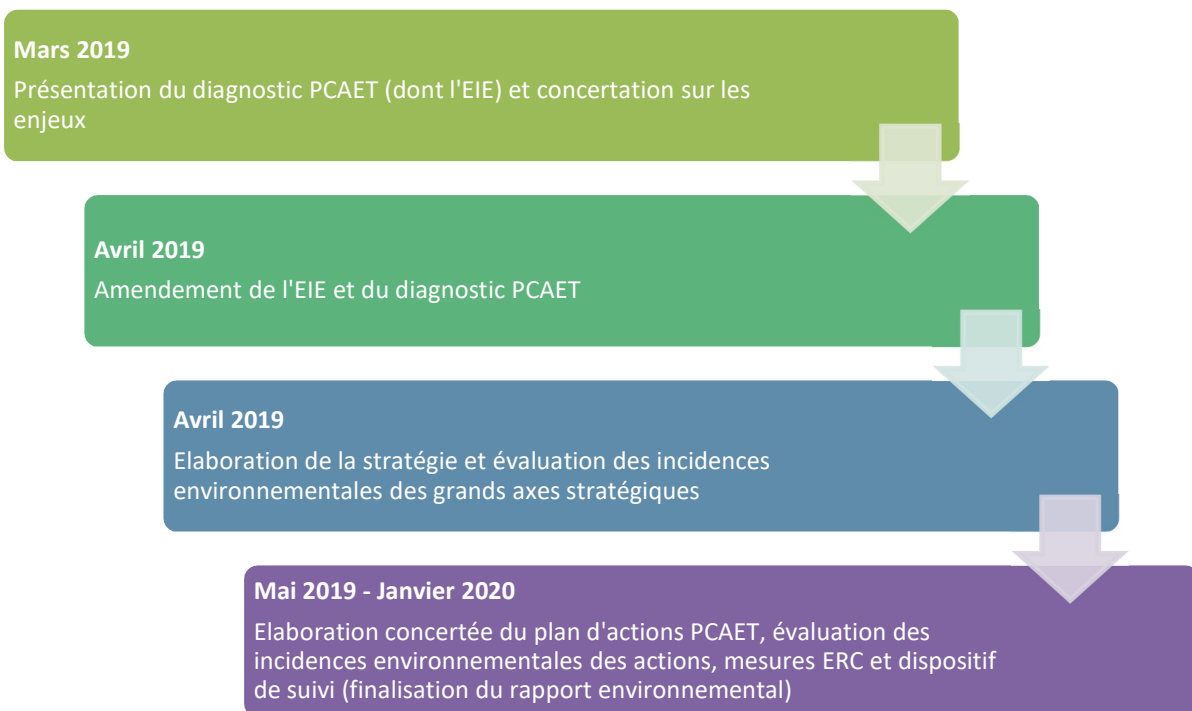 Mars 2019
Présentation du diagnostic PCAET (dont l'EIE) et concertation sur les
enjeux
Avril 2019
Amendement de l'EIE et du diagnostic PCAET
Avril 2019
Elaboration de la stratégie et évaluation des incidences
environnementales des grands axes stratégiques
Mai 2019 - Janvier 2020
Elaboration concertée du plan d'actions PCAET, évaluation des
incidences environnementales des actions, mesures ERC et dispositif
de suivi (finalisation du rapport environnemental)